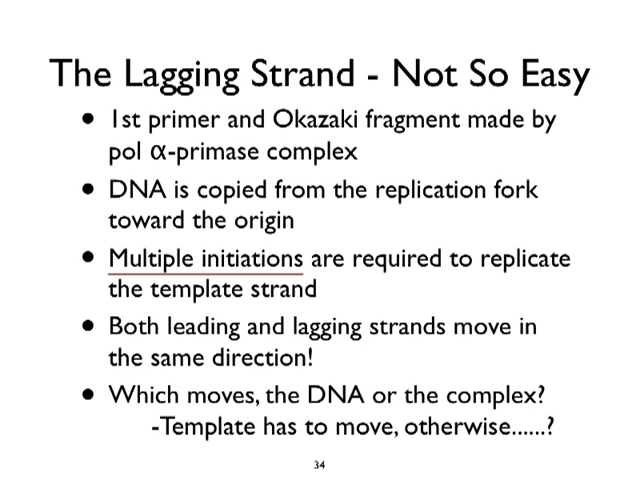 The Lagging Strand - Not So Easy
• 1st primer and Okazaki fragment made by
pol α-primase complex
• DNA is copied from the replication fork
toward the origin
• Multiple initiations are required to replicate
the template strand
• Both leading and lagging strands move in
the same direction!
• Which moves, the DNA or the complex?
-Template has to move, otherwise......?
34